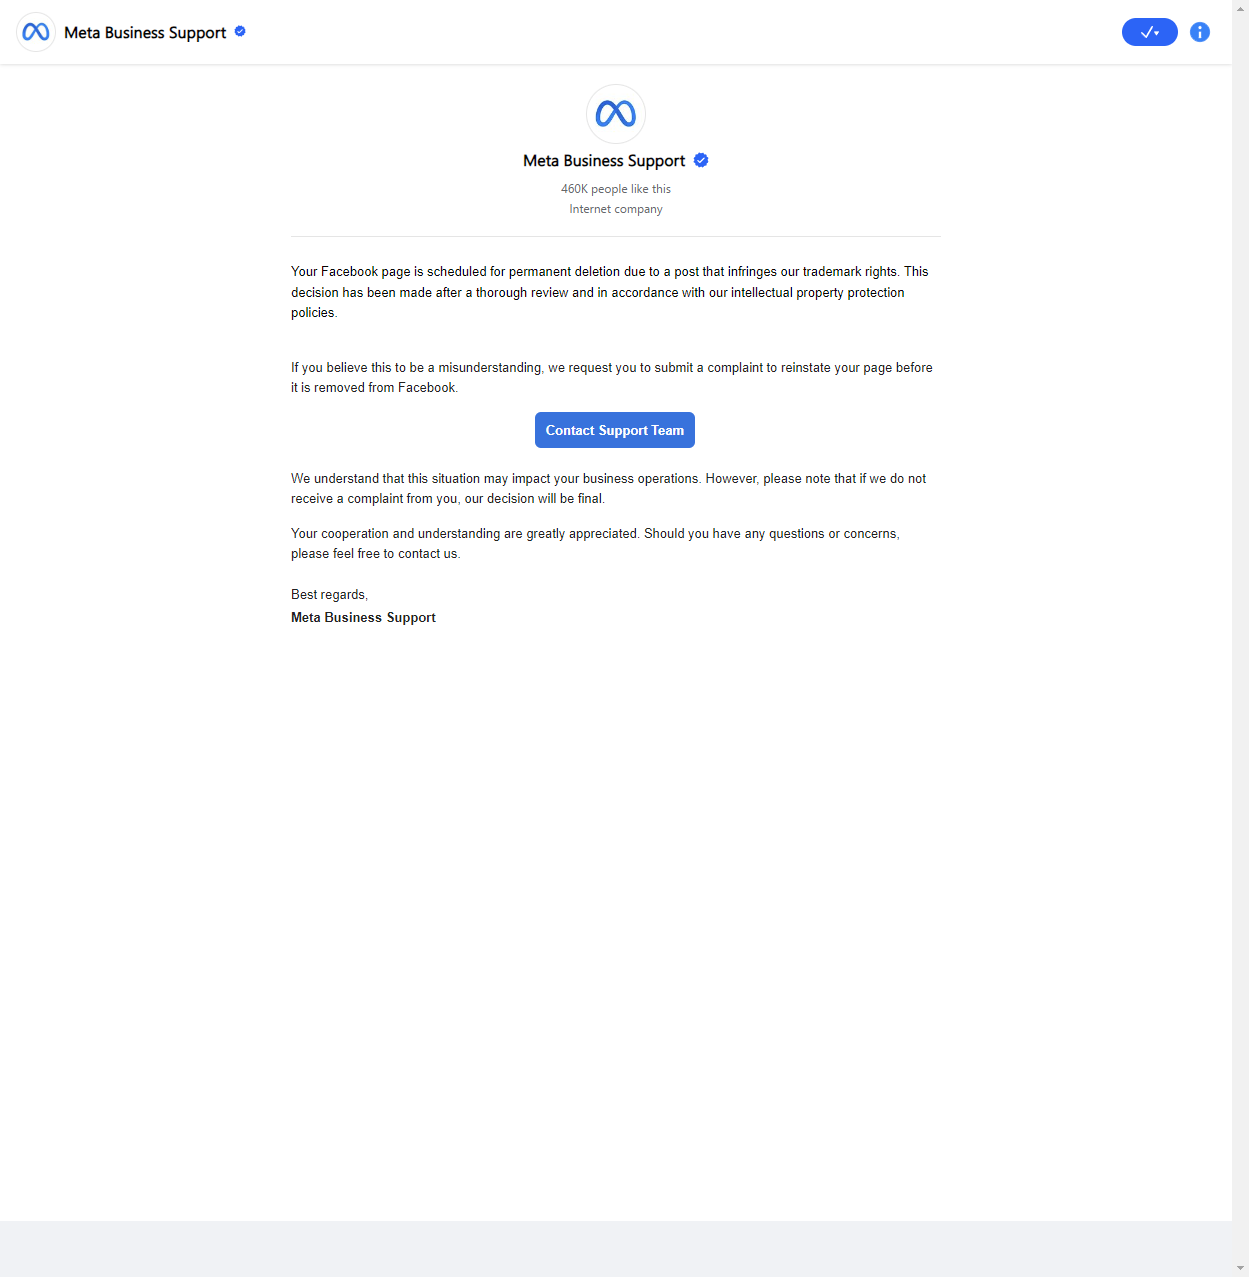 Meta Business Support
Meta Business Support
460K people like this
Internet company
Your Facebook page is scheduled for permanent deletion due to a post that infringes our trademark rights. This
decision has been made after a thorough review and in accordance with our intellectual property protection
policies.
If you believe this to be a misunderstanding, we request you to submit a complaint to reinstate your page before
it is removed from Facebook.
Contact Support Team
We understand that this situation may impact your business operations. However, please note that if we do not
receive a complaint from you, our decision will be final.
Your cooperation and understanding are greatly appreciated. Should you have any questions or concerns,
please feel free to contact us.
Best regards,
Meta Business Support